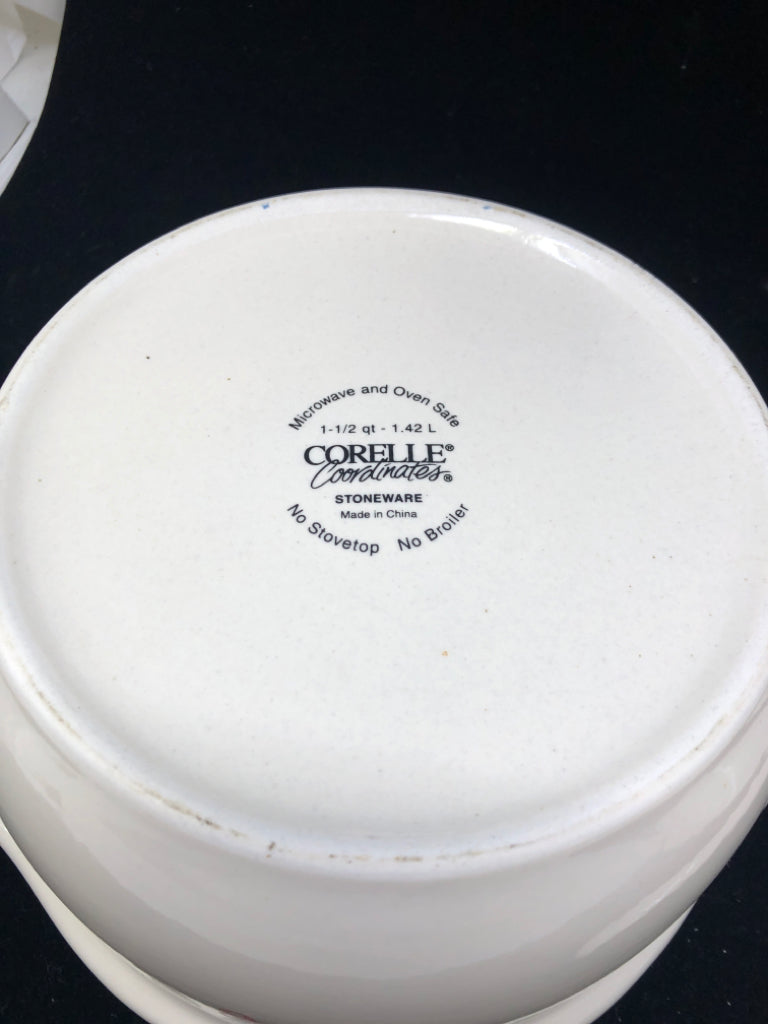 Microwave and Oven Safe
1-1/2 qt - 1.42 L
CORELLE®
Coordinates®
STONEWARE
Made in China
No Stovetop No Broiler